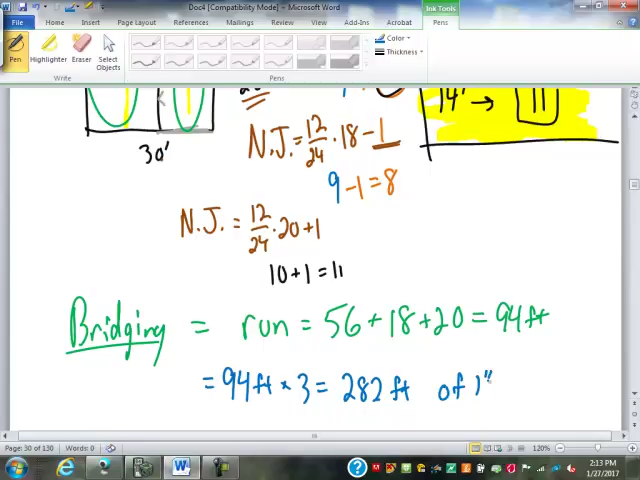 Doc4 [Compatibility Mode] - Microsoft Word
Ink Tools
File Home Insert Page Layout References Mailings Review View Add-Ins Acrobat Pens
Pen Highlighter Eraser Select Objects
Color
Thickness
Write Pens
14' → 11
30'
N.J. = 12/24 · 18 - 1
9 - 1 = 8
N.J. = 12/24 · 20 + 1
10 + 1 = 11
Bridging = run = 56 + 18 + 20 = 94 ft
= 94 ft × 3 = 282 ft of 1"
Page: 30 of 130 Words: 0 120%
2:13 PM
1/27/2017